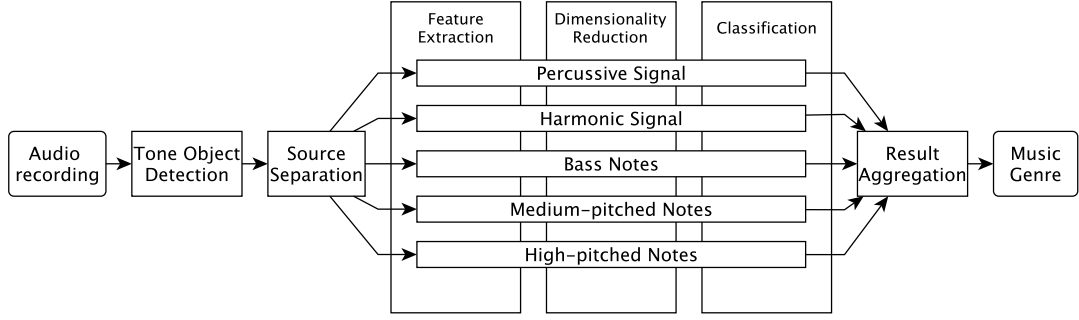 Feature
Extraction
Dimensionality
Reduction
Classification
Percussive Signal
Harmonic Signal
Bass Notes
Medium-pitched Notes
High-pitched Notes
Audio
recording
Tone Object
Detection
Source
Separation
Result
Aggregation
Music
Genre